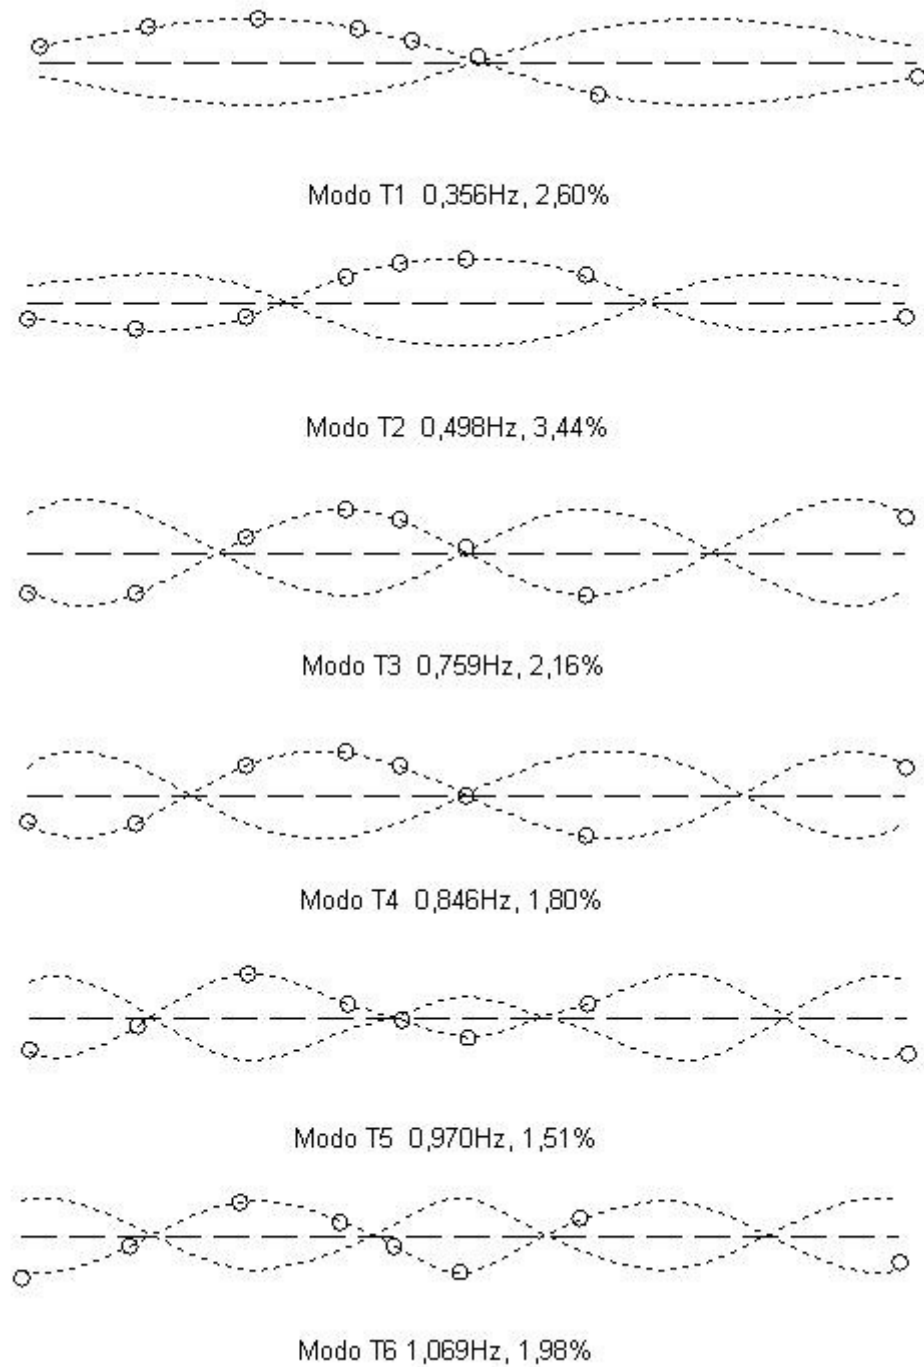 Modo T1 0,356Hz, 2,60%
Modo T2 0,498Hz, 3,44%
Modo T3 0,759Hz, 2,16%
Modo T4 0,846Hz, 1,80%
Modo T5 0,970Hz, 1,51%
Modo T6 1,069Hz, 1,98%